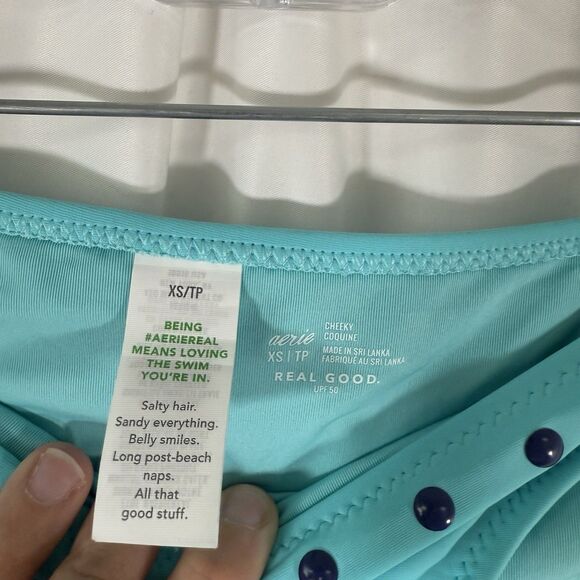 XS/TP
BEING
#AERIEREAL
MEANS LOVING
THE SWIM
YOU'RE IN.
Salty hair.
Sandy everything.
Belly smiles.
Long post-beach
naps.
All that
good stuff.
aerie
CHEEKY
COQUINE
XS | TP
MADE IN SRI LANKA
FABRIQUÉ AU SRI LANKA
REAL GOOD.
UPF 50